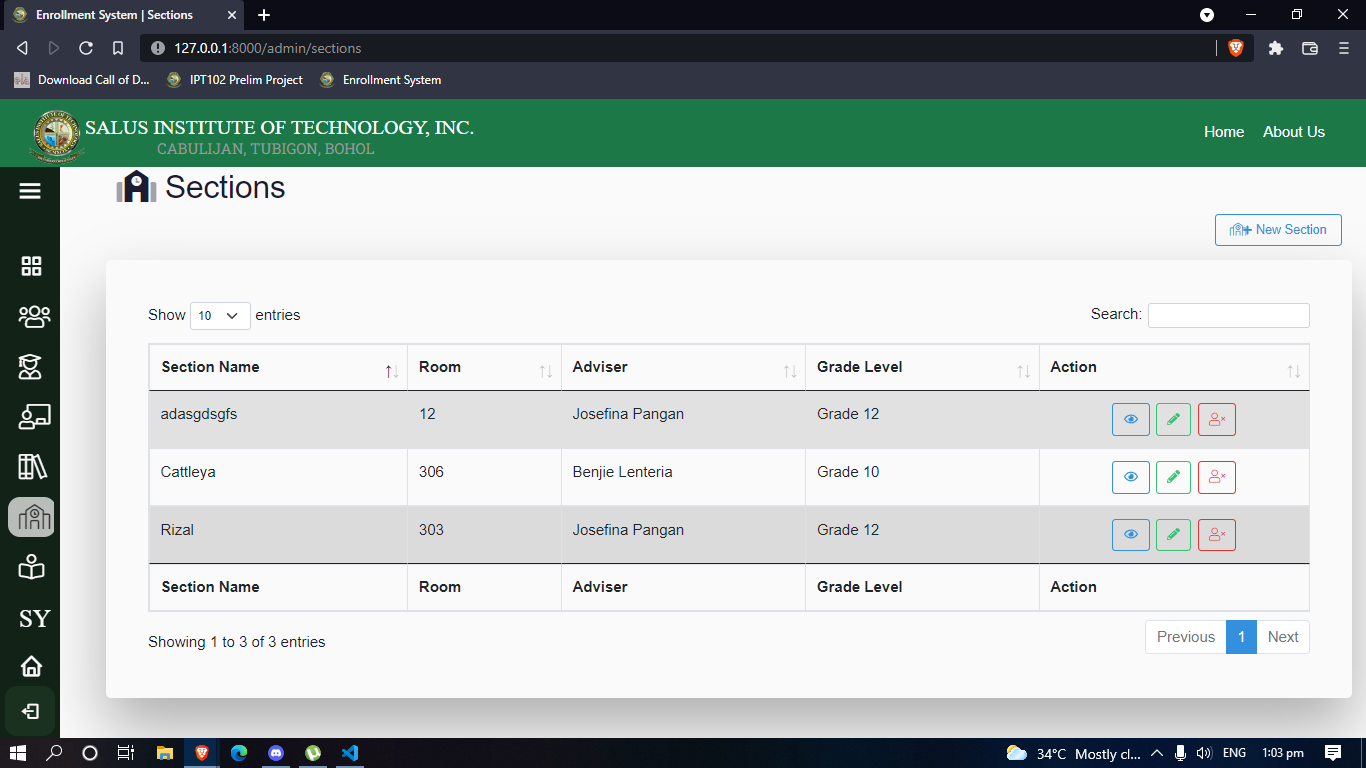 Enrollment System | Sections
127.0.0.1:8000/admin/sections
Download Call of D...
IPT102 Prelim Project
Enrollment System
SALUS INSTITUTE OF TECHNOLOGY, INC.
CABULIJAN, TUBIGON, BOHOL
Home
About Us
Sections
New Section
Show 10 entries
Search:
Section Name Room Adviser Grade Level Action
adasgdsgfs 12 Josefina Pangan Grade 12
Cattleya 306 Benjie Lenteria Grade 10
Rizal 303 Josefina Pangan Grade 12
Section Name Room Adviser Grade Level Action
SY
Showing 1 to 3 of 3 entries
Previous 1 Next
34°C Mostly cl... ENG 1:03 pm